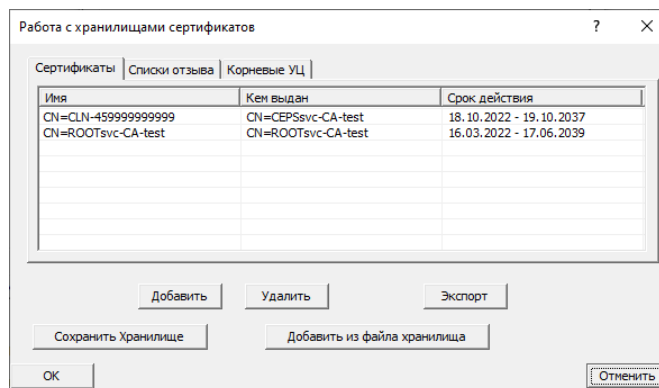 Работа с хранилищами сертификатов ? ×
Сертификаты Списки отзыва Корневые УЦ
Имя Кем выдан Срок действия
CN=CLN-459999999999 CN=CEPSsvc-CA-test 18.10.2022 - 19.10.2037
CN=ROOTsvc-CA-test CN=ROOTsvc-CA-test 16.03.2022 - 17.06.2039
Добавить Удалить Экспорт
Сохранить Хранилище Добавить из файла хранилища
ОК Отменить